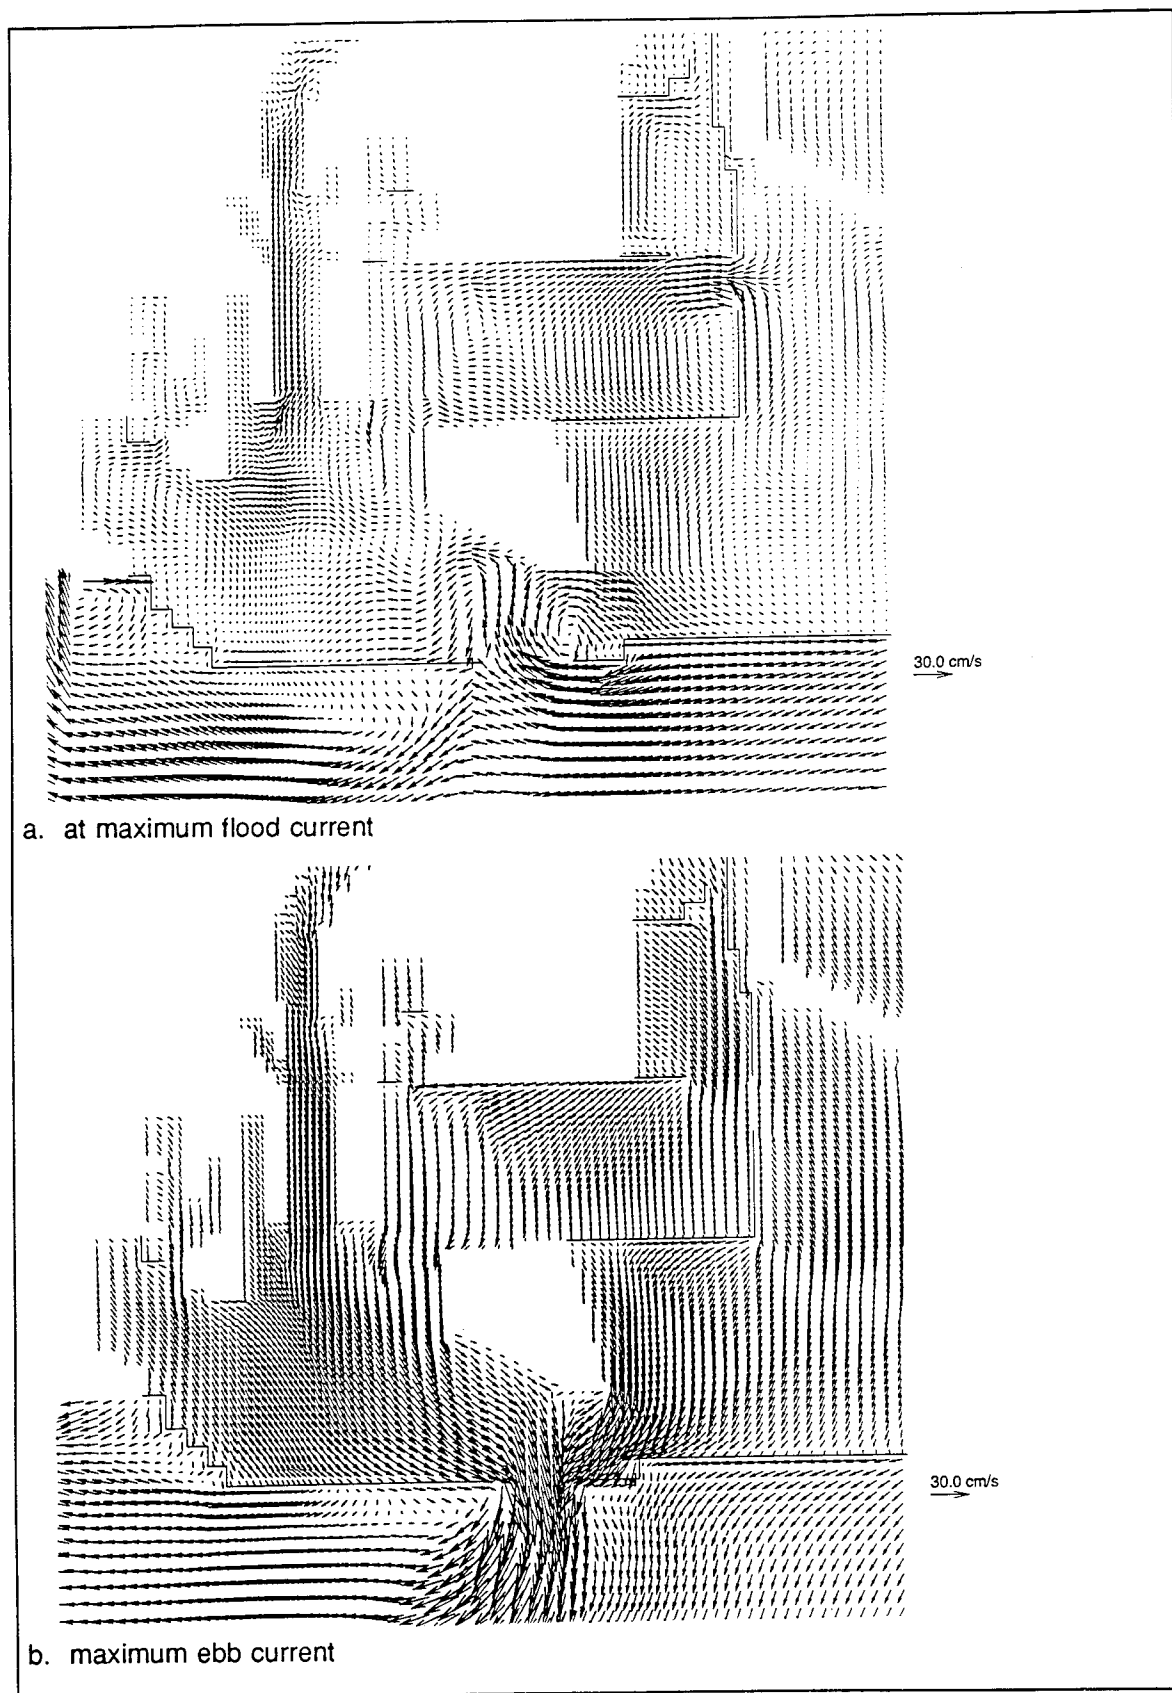 30.0 cm/s
a. at maximum flood current
30.0 cm/s
b. maximum ebb current